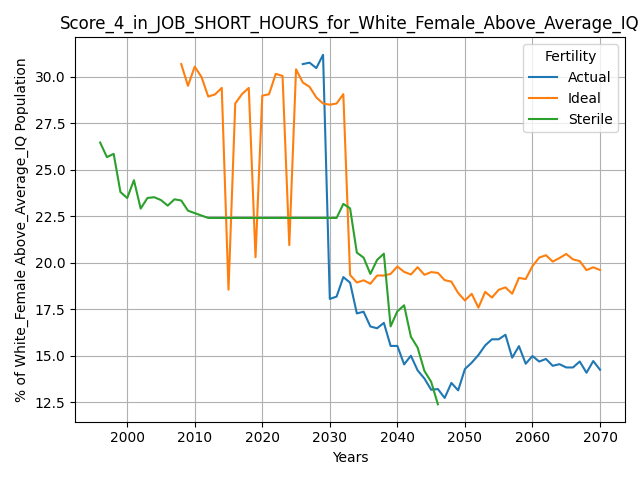 Score_4_in_JOB_SHORT_HOURS_for_White_Female_Above_Average_IQ
% of White_Female Above_Average_IQ Population
30.0
27.5
25.0
22.5
20.0
17.5
15.0
12.5
Fertility
Actual
Ideal
Sterile
2000 2010 2020 2030 2040 2050 2060 2070
Years